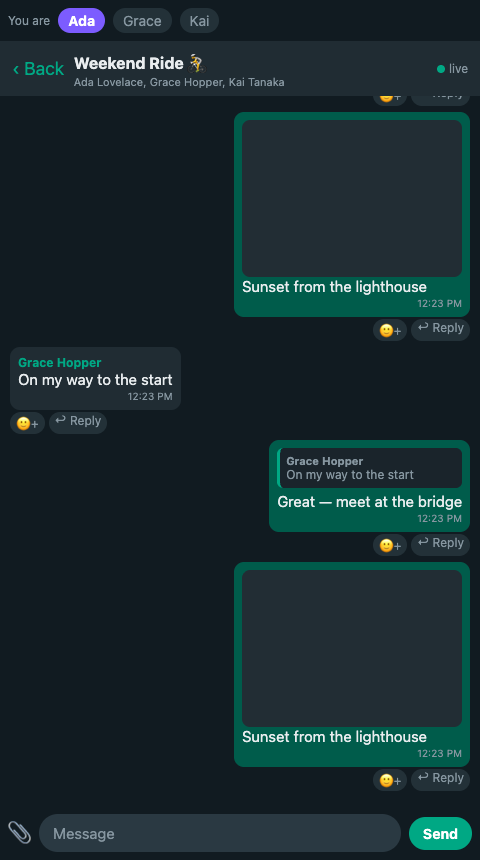 You are Ada Grace Kai
‹ Back
Weekend Ride
Ada Lovelace, Grace Hopper, Kai Tanaka
live
Reply
Sunset from the lighthouse
12:23 PM
Reply
Grace Hopper
On my way to the start
12:23 PM
Reply
Grace Hopper
On my way to the start
Great — meet at the bridge
12:23 PM
Reply
Sunset from the lighthouse
12:23 PM
Reply
Message
Send